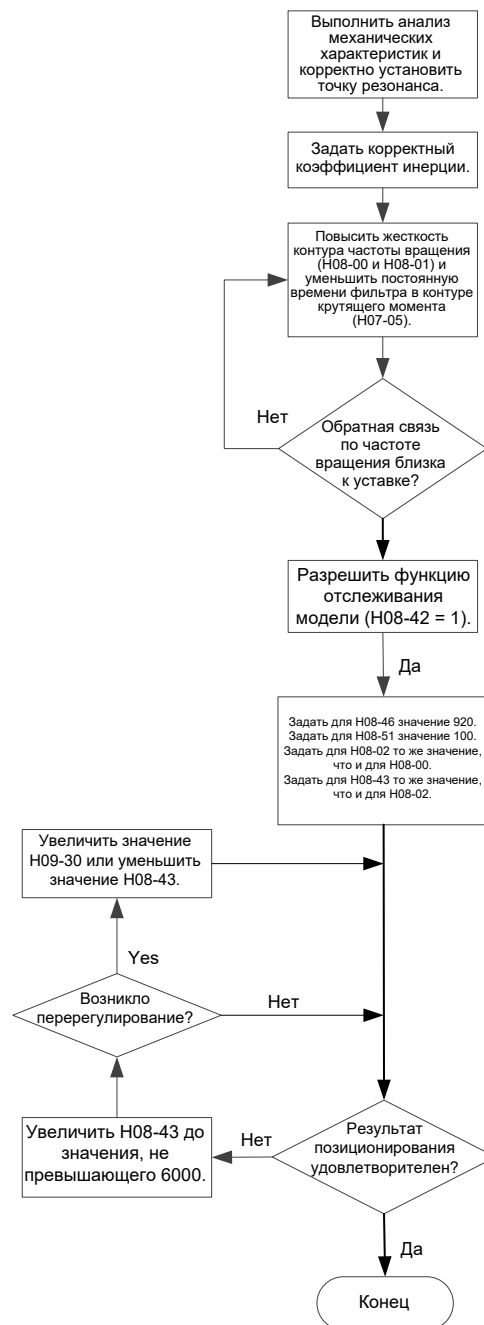 Выполнить анализ
механических
характеристик и
корректно установить
точку резонанса.
Задать корректный
коэффициент инерции.
Повысить жесткость
контура частоты вращения
(H08-00 и H08-01) и
уменьшить постоянную
времени фильтра в контуре
крутящего момента
(H07-05).
Нет
Обратная связь
по частоте
вращения близка
к уставке?
Разрешить функцию
отслеживания
модели (H08-42 = 1).
Да
Задать для H08-46 значение 920.
Задать для H08-51 значение 100.
Задать для H08-02 то же значение,
что и для H08-00.
Задать для H08-43 то же значение,
что и для H08-02.
Увеличить значение
H09-30 или уменьшить
значение H08-43.
Yes
Возникло
перерегулирование?
Нет
Увеличить H08-43 до
значения, не
превышающего 6000.
Нет
Результат
позиционирования
удовлетворителен?
Да
Конец